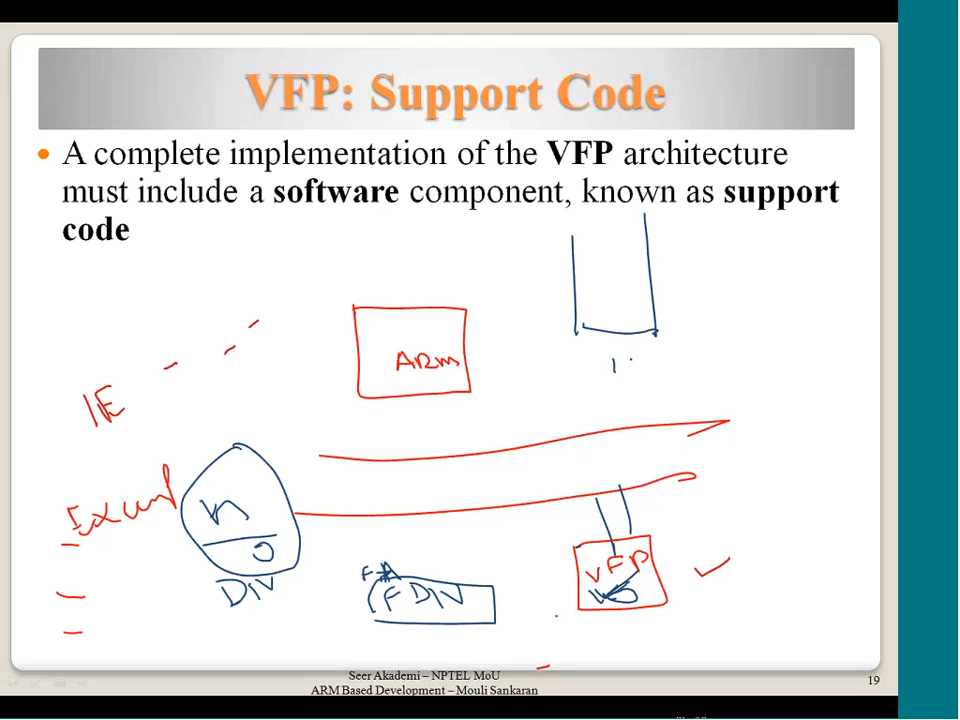 VFP: Support Code
A complete implementation of the VFP architecture
must include a software component, known as support
code
ARM
IE
n
0
DIV
FDIV
VFP
Seer Akademi – NPTEL MoU
ARM Based Development – Mouli Sankaran
19